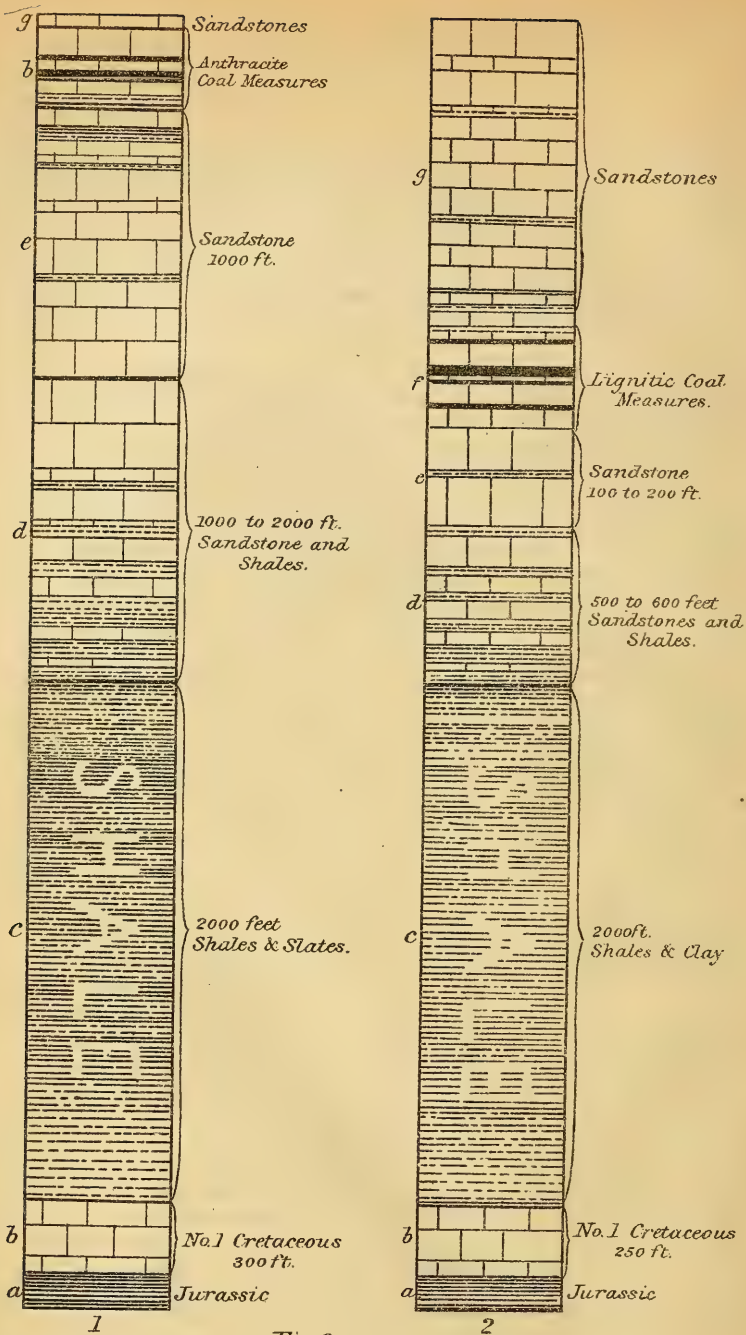 g Sandstones
b Anthracite
Coal Measures
e Sandstone
1000 ft.
d 1000 to 2000 ft.
Sandstone and
Shales.
SHALE
c 2000 feet
Shales & Slates.
b No.1 Cretaceous
300 ft.
a Jurassic
1
g Sandstones
f Lignitic Coal
Measures.
e Sandstone
100 to 200 ft.
d 500 to 600 feet
Sandstones and
Shales.
SHALE
c 2000ft.
Shales & Clay
b No.1 Cretaceous
250 ft.
a Jurassic
2